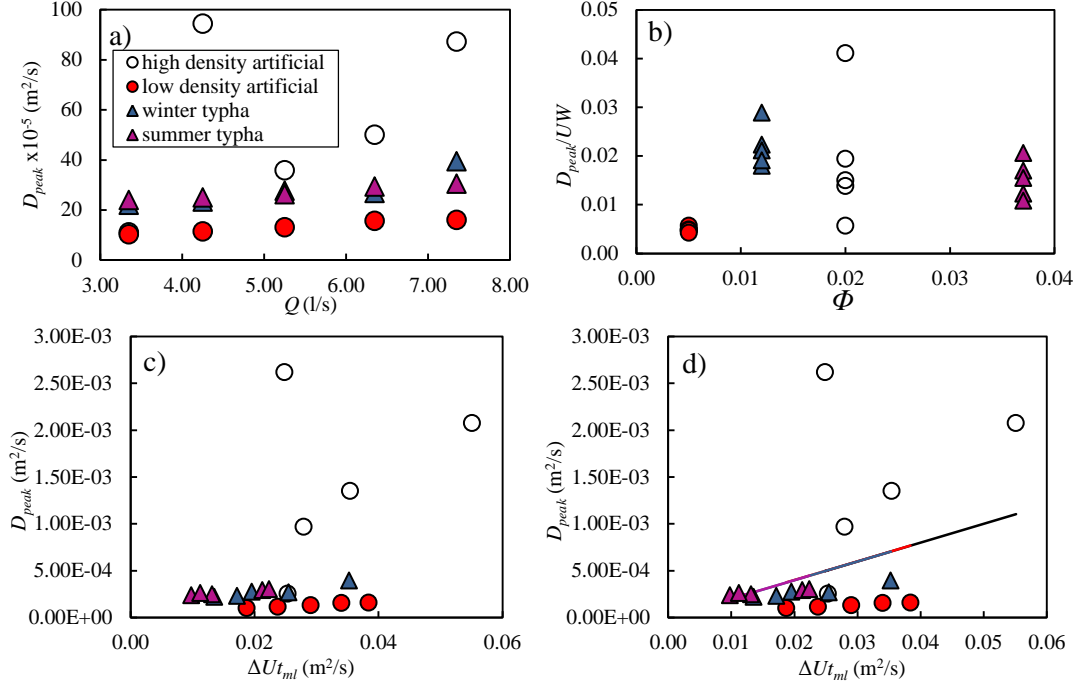 a)
D_peak x10^-5 (m²/s)
100
80
60
40
20
0
high density artificial
low density artificial
winter typha
summer typha
3.00 4.00 5.00 6.00 7.00 8.00
Q (l/s)
b)
D_peak/UW
0.05
0.04
0.03
0.02
0.01
0.00
0.00 0.01 0.02 0.03 0.04
Φ
c)
D_peak (m²/s)
3.00E-03
2.50E-03
2.00E-03
1.50E-03
1.00E-03
5.00E-04
0.00E+00
0.00 0.02 0.04 0.06
ΔUt_ml (m²/s)
d)
D_peak (m²/s)
3.00E-03
2.50E-03
2.00E-03
1.50E-03
1.00E-03
5.00E-04
0.00E+00
0.00 0.01 0.02 0.03 0.04 0.05 0.06
ΔUt_ml (m²/s)